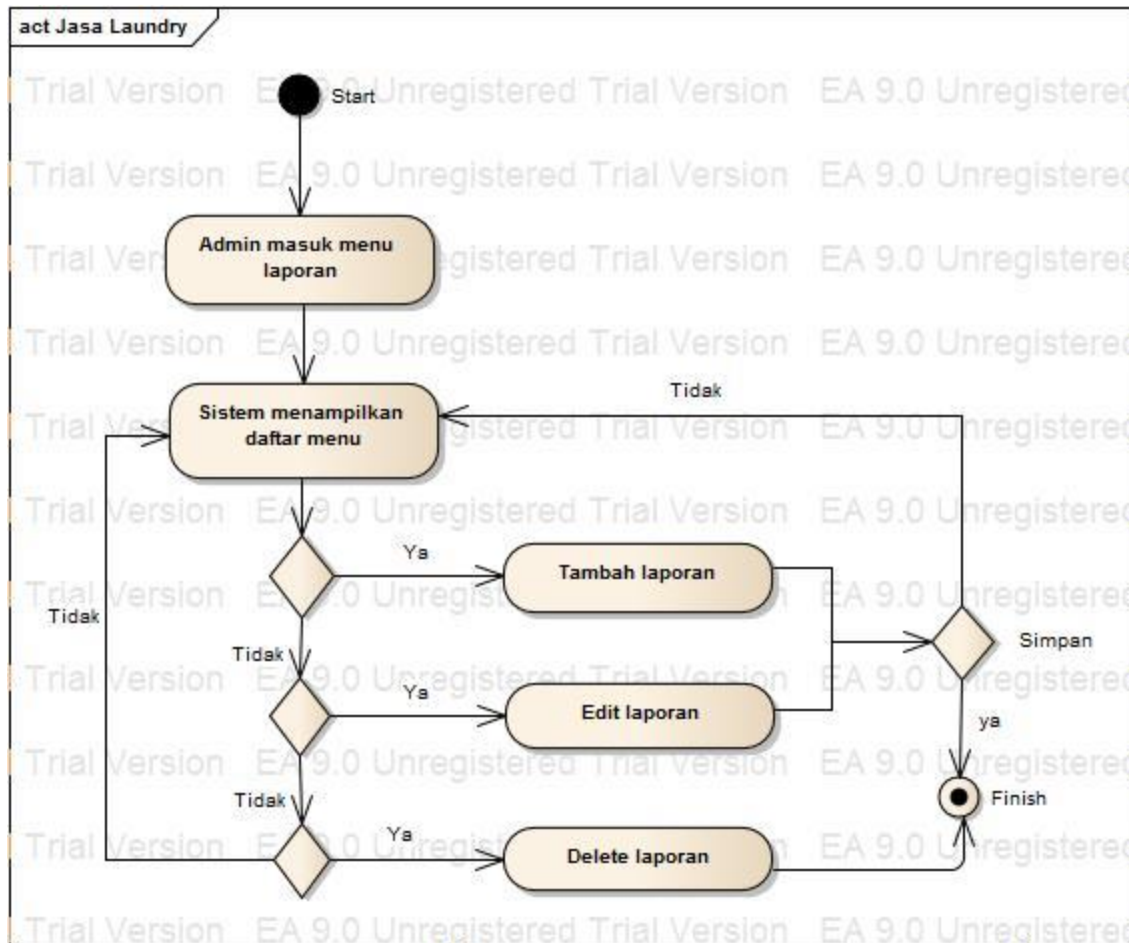 act Jasa Laundry
Start
Admin masuk menu
laporan
Sistem menampilkan
daftar menu
Tidak
Ya
Tambah laporan
Tidak
Tidak
Simpan
Ya
Edit laporan
ya
Tidak
Finish
Ya
Delete laporan
Trial Version EA 9.0 Unregistered Trial Version EA 9.0 Unregistered